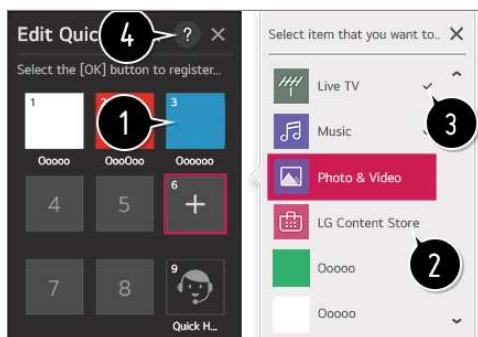 Edit Quic
4
?
Select the [OK] button to register...
1
3
1
Ooooo
OooOoo
Oooooo
4
5
6
+
7
8
9
Quick H...
Select item that you want to..
Live TV
3
Music
Photo & Video
LG Content Store
2
Ooooo
Ooooo